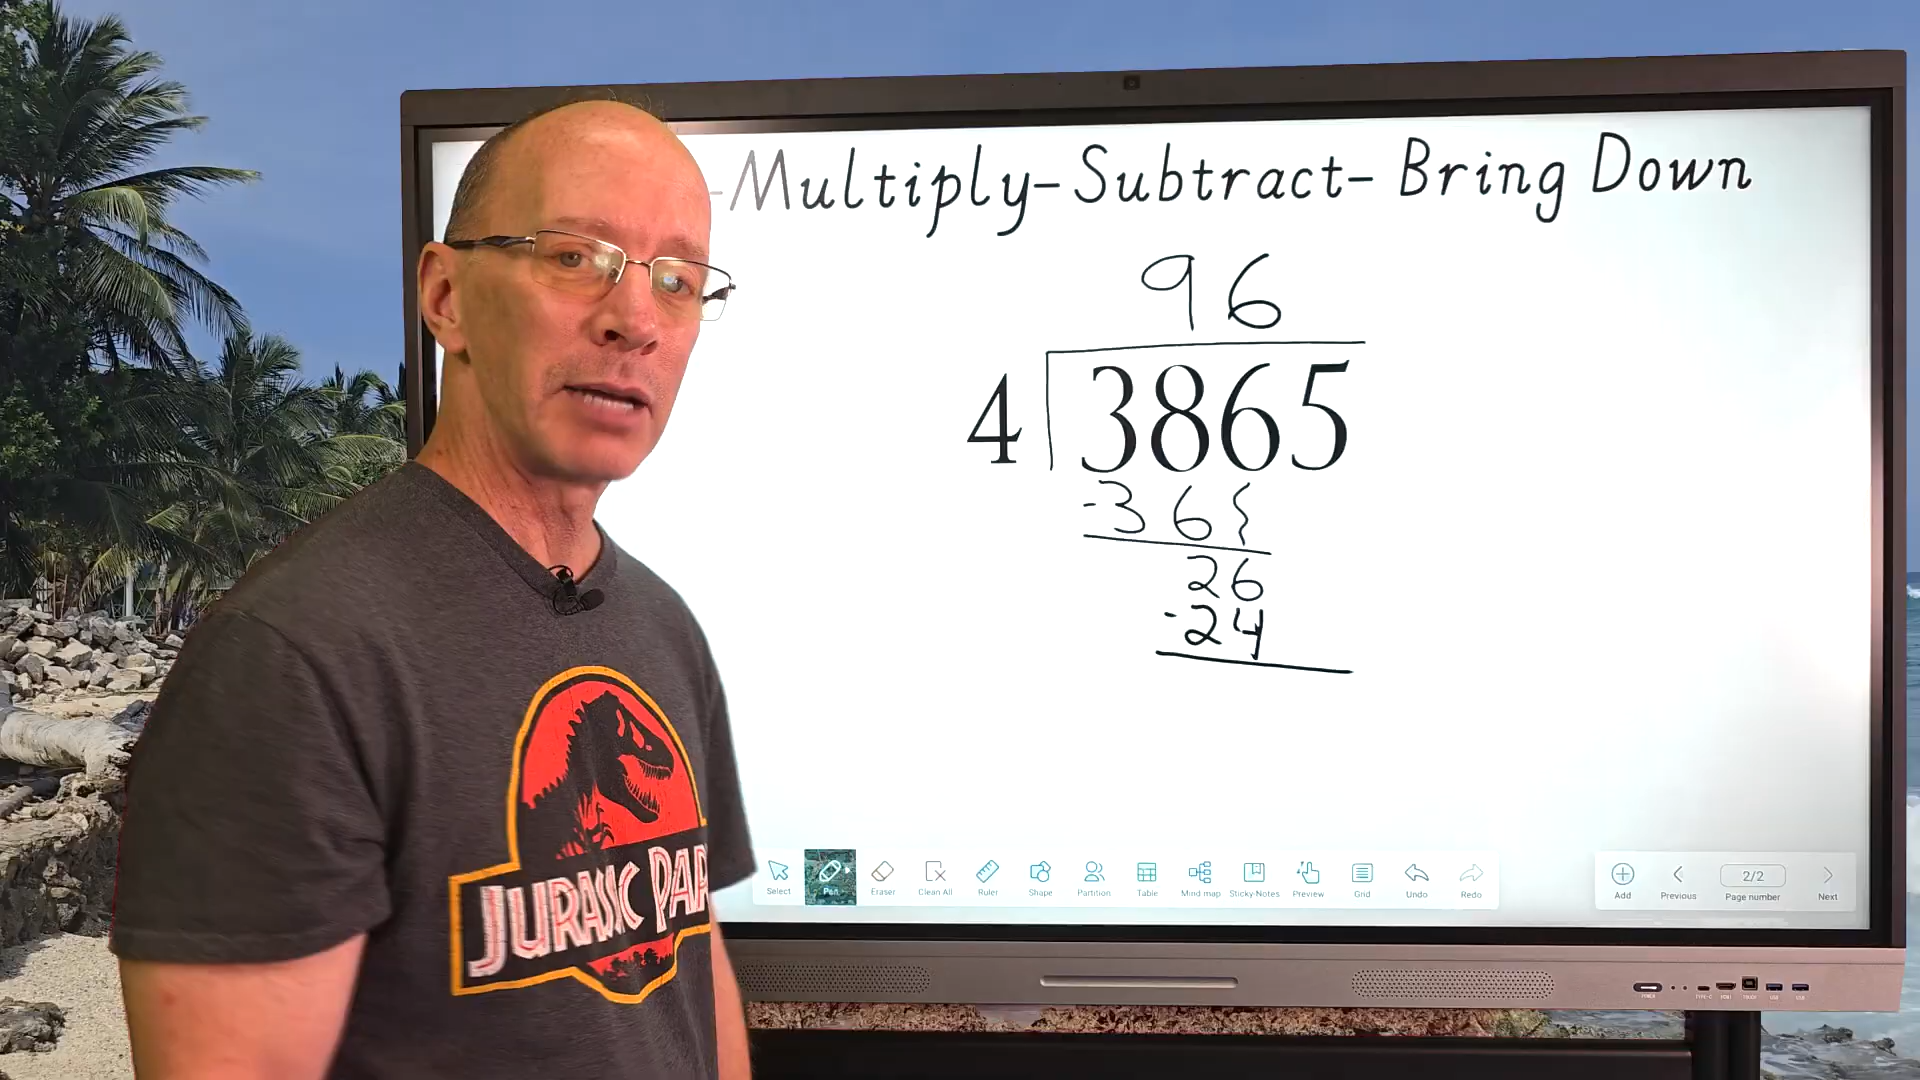 -Multiply-Subtract-Bring Down
96
4 3865
-36
26
-24
JURASSIC PAR
Select Pen Eraser Clean All Ruler Shape Partition Table Mind map Sticky Notes Preview Grid Undo Redo
Add Previous 2/2 Page number Next